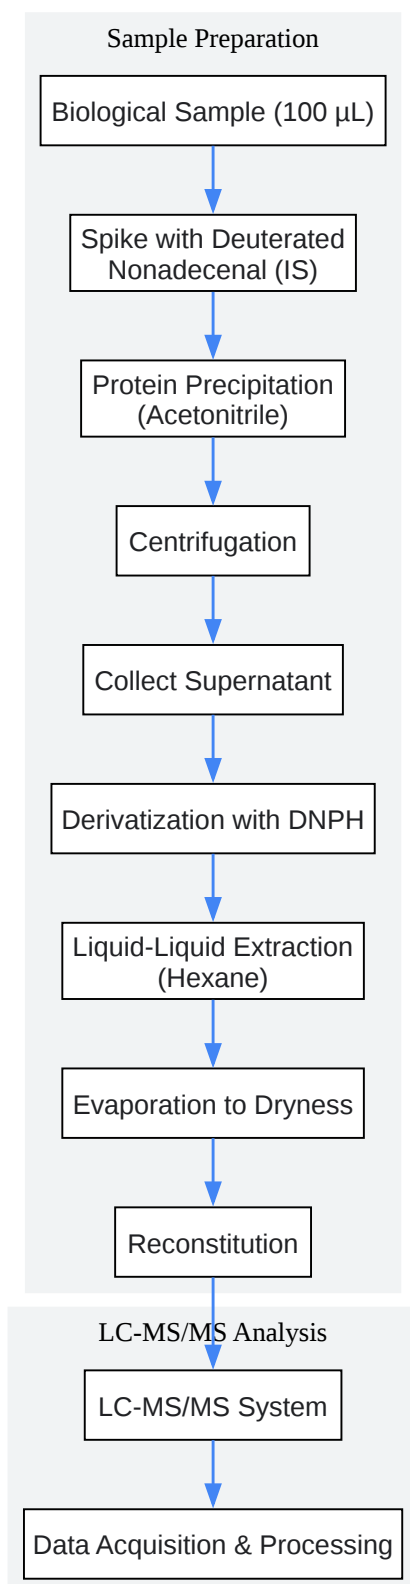 Sample Preparation
Biological Sample (100 µL)
Spike with Deuterated
Nonadecenal (IS)
Protein Precipitation
(Acetonitrile)
Centrifugation
Collect Supernatant
Derivatization with DNPH
Liquid-Liquid Extraction
(Hexane)
Evaporation to Dryness
Reconstitution
LC-MS/MS Analysis
LC-MS/MS System
Data Acquisition & Processing